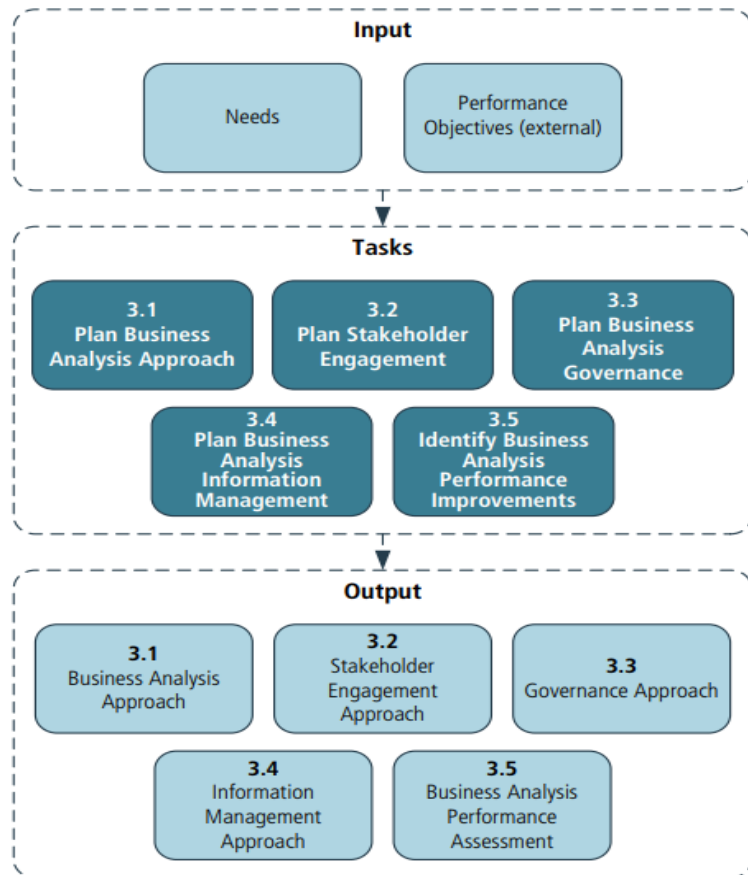 Input
Needs
Performance
Objectives (external)
Tasks
3.1
Plan Business
Analysis Approach
3.2
Plan Stakeholder
Engagement
3.3
Plan Business
Analysis
Governance
3.4
Plan Business
Analysis
Information
Management
3.5
Identify Business
Analysis
Performance
Improvements
Output
3.1
Business Analysis
Approach
3.2
Stakeholder
Engagement
Approach
3.3
Governance Approach
3.4
Information
Management
Approach
3.5
Business Analysis
Performance
Assessment